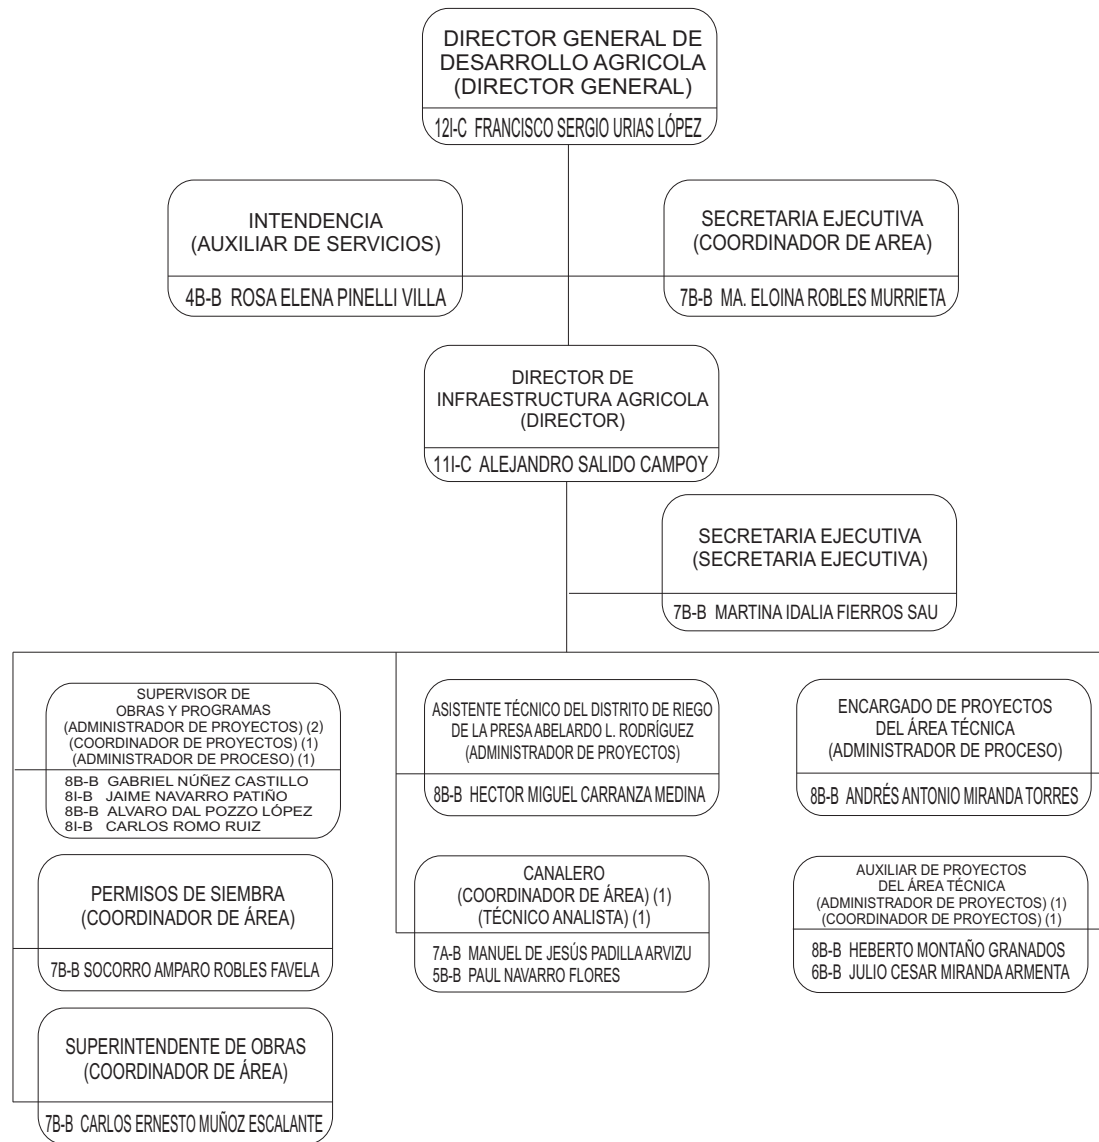 DIRECTOR GENERAL DE
DESARROLLO AGRICOLA
(DIRECTOR GENERAL)
12I-C FRANCISCO SERGIO URIAS LÓPEZ
INTENDENCIA
(AUXILIAR DE SERVICIOS)
4B-B ROSA ELENA PINELLI VILLA
SECRETARIA EJECUTIVA
(COORDINADOR DE AREA)
7B-B MA. ELOINA ROBLES MURRIETA
DIRECTOR DE
INFRAESTRUCTURA AGRICOLA
(DIRECTOR)
11I-C ALEJANDRO SALIDO CAMPOY
SECRETARIA EJECUTIVA
(SECRETARIA EJECUTIVA)
7B-B MARTINA IDALIA FIERROS SAU
SUPERVISOR DE
OBRAS Y PROGRAMAS
(ADMINISTRADOR DE PROYECTOS) (2)
(COORDINADOR DE PROYECTOS) (1)
(ADMINISTRADOR DE PROCESO) (1)
8B-B GABRIEL NÚÑEZ CASTILLO
8I-B JAIME NAVARRO PATIÑO
8B-B ALVARO DAL POZZO LÓPEZ
8I-B CARLOS ROMO RUIZ
ASISTENTE TÉCNICO DEL DISTRITO DE RIEGO
DE LA PRESA ABELARDO L. RODRÍGUEZ
(ADMINISTRADOR DE PROYECTOS)
8B-B HECTOR MIGUEL CARRANZA MEDINA
ENCARGADO DE PROYECTOS
DEL ÁREA TÉCNICA
(ADMINISTRADOR DE PROCESO)
8B-B ANDRÉS ANTONIO MIRANDA TORRES
PERMISOS DE SIEMBRA
(COORDINADOR DE ÁREA)
7B-B SOCORRO AMPARO ROBLES FAVELA
CANALERO
(COORDINADOR DE ÁREA) (1)
(TÉCNICO ANALISTA) (1)
7A-B MANUEL DE JESÚS PADILLA ARVIZU
5B-B PAUL NAVARRO FLORES
AUXILIAR DE PROYECTOS
DEL ÁREA TÉCNICA
(ADMINISTRADOR DE PROYECTOS) (1)
(COORDINADOR DE PROYECTOS) (1)
8B-B HEBERTO MONTAÑO GRANADOS
6B-B JULIO CESAR MIRANDA ARMENTA
SUPERINTENDENTE DE OBRAS
(COORDINADOR DE ÁREA)
7B-B CARLOS ERNESTO MUÑOZ ESCALANTE